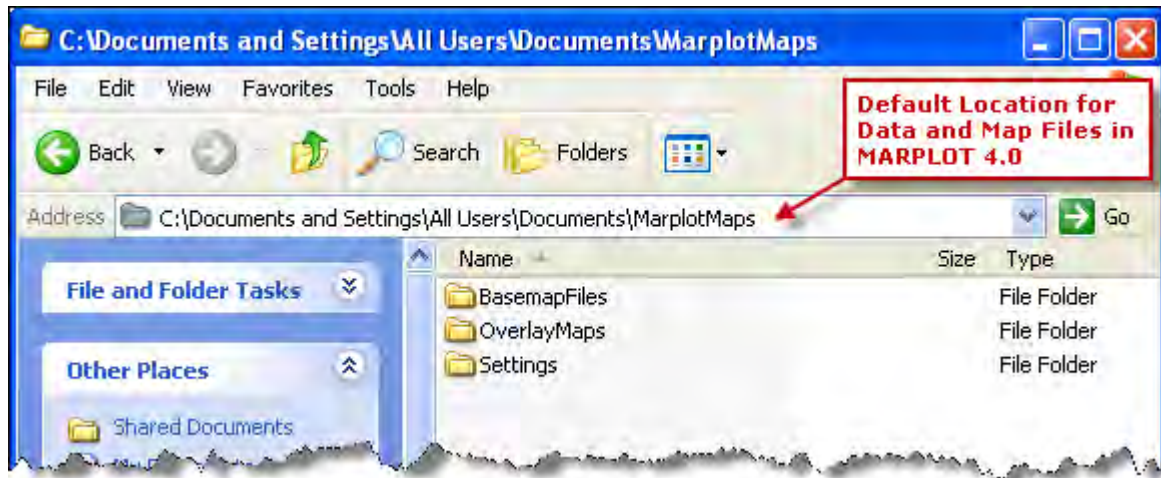 C:\Documents and Settings\All Users\Documents\MarplotMaps
File Edit View Favorites Tools Help
Default Location for
Data and Map Files in
MARPLOT 4.0
Back Search Folders
Address C:\Documents and Settings\All Users\Documents\MarplotMaps Go
Name Size Type
File and Folder Tasks
BasemapFiles File Folder
OverlayMaps File Folder
Settings File Folder
Other Places
Shared Documents